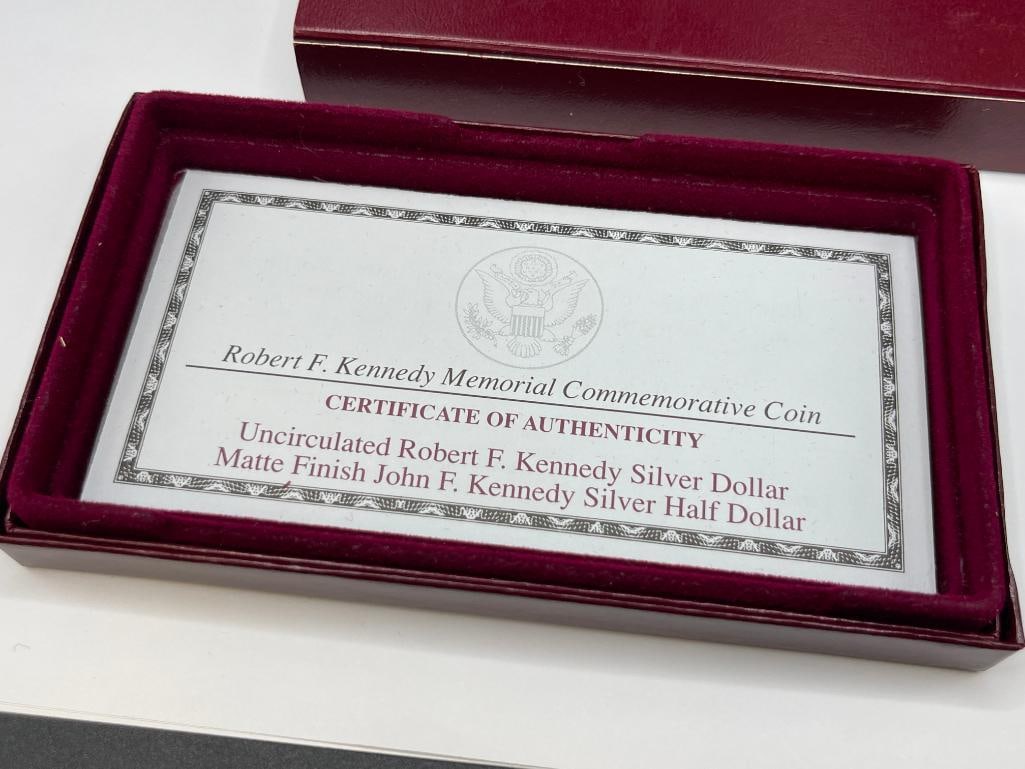 Robert F. Kennedy Memorial Commemorative Coin
CERTIFICATE OF AUTHENTICITY
Uncirculated Robert F. Kennedy Silver Dollar
Matte Finish John F. Kennedy Silver Half Dollar